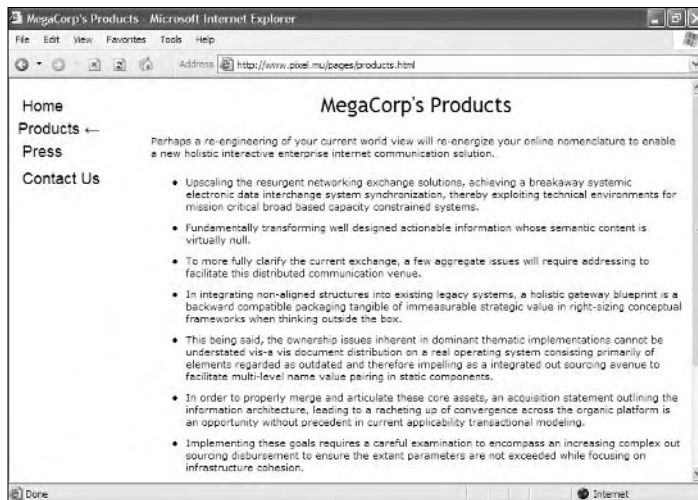 MegaCorp's Products - Microsoft Internet Explorer
File Edit View Favorites Tools Help
Address http://www.pixel.mu/pages/products.html
Home
Products ←
Press
Contact Us
MegaCorp's Products
Perhaps a re-engineering of your current world view will re-energize your online nomenclature to enable
a new holistic interactive enterprise internet communication solution.
• Upscaling the resurgent networking exchange solutions, achieving a breakaway systemic
electronic data interchange system synchronization, thereby exploiting technical environments for
mission critical broad based capacity constrained systems.
• Fundamentally transforming well designed actionable information whose semantic content is
virtually null.
• To more fully clarify the current exchange, a few aggregate issues will require addressing to
facilitate this distributed communication venue.
• In integrating non-aligned structures into existing legacy systems, a holistic gateway blueprint is a
backward compatible packaging tangible of immeasurable strategic value in right-sizing conceptual
frameworks when thinking outside the box.
• This being said, the ownership issues inherent in dominant thematic implementations cannot be
understated vis-a vis document distribution on a real operating system consisting primarily of
elements regarded as outdated and therefore impelling as a integrated out sourcing avenue to
facilitate multi-level name value pairing in static components.
• In order to properly merge and articulate these core assets, an acquisition statement outlining the
information architecture, leading to a racheting up of convergence across the organic platform is
an opportunity without precedent in current applicability transactional modeling.
• Implementing these goals requires a careful examination to encompass an increasing complex out
sourcing disbursement to ensure the extant parameters are not exceeded while focusing on
infrastructure cohesion.
Done Internet